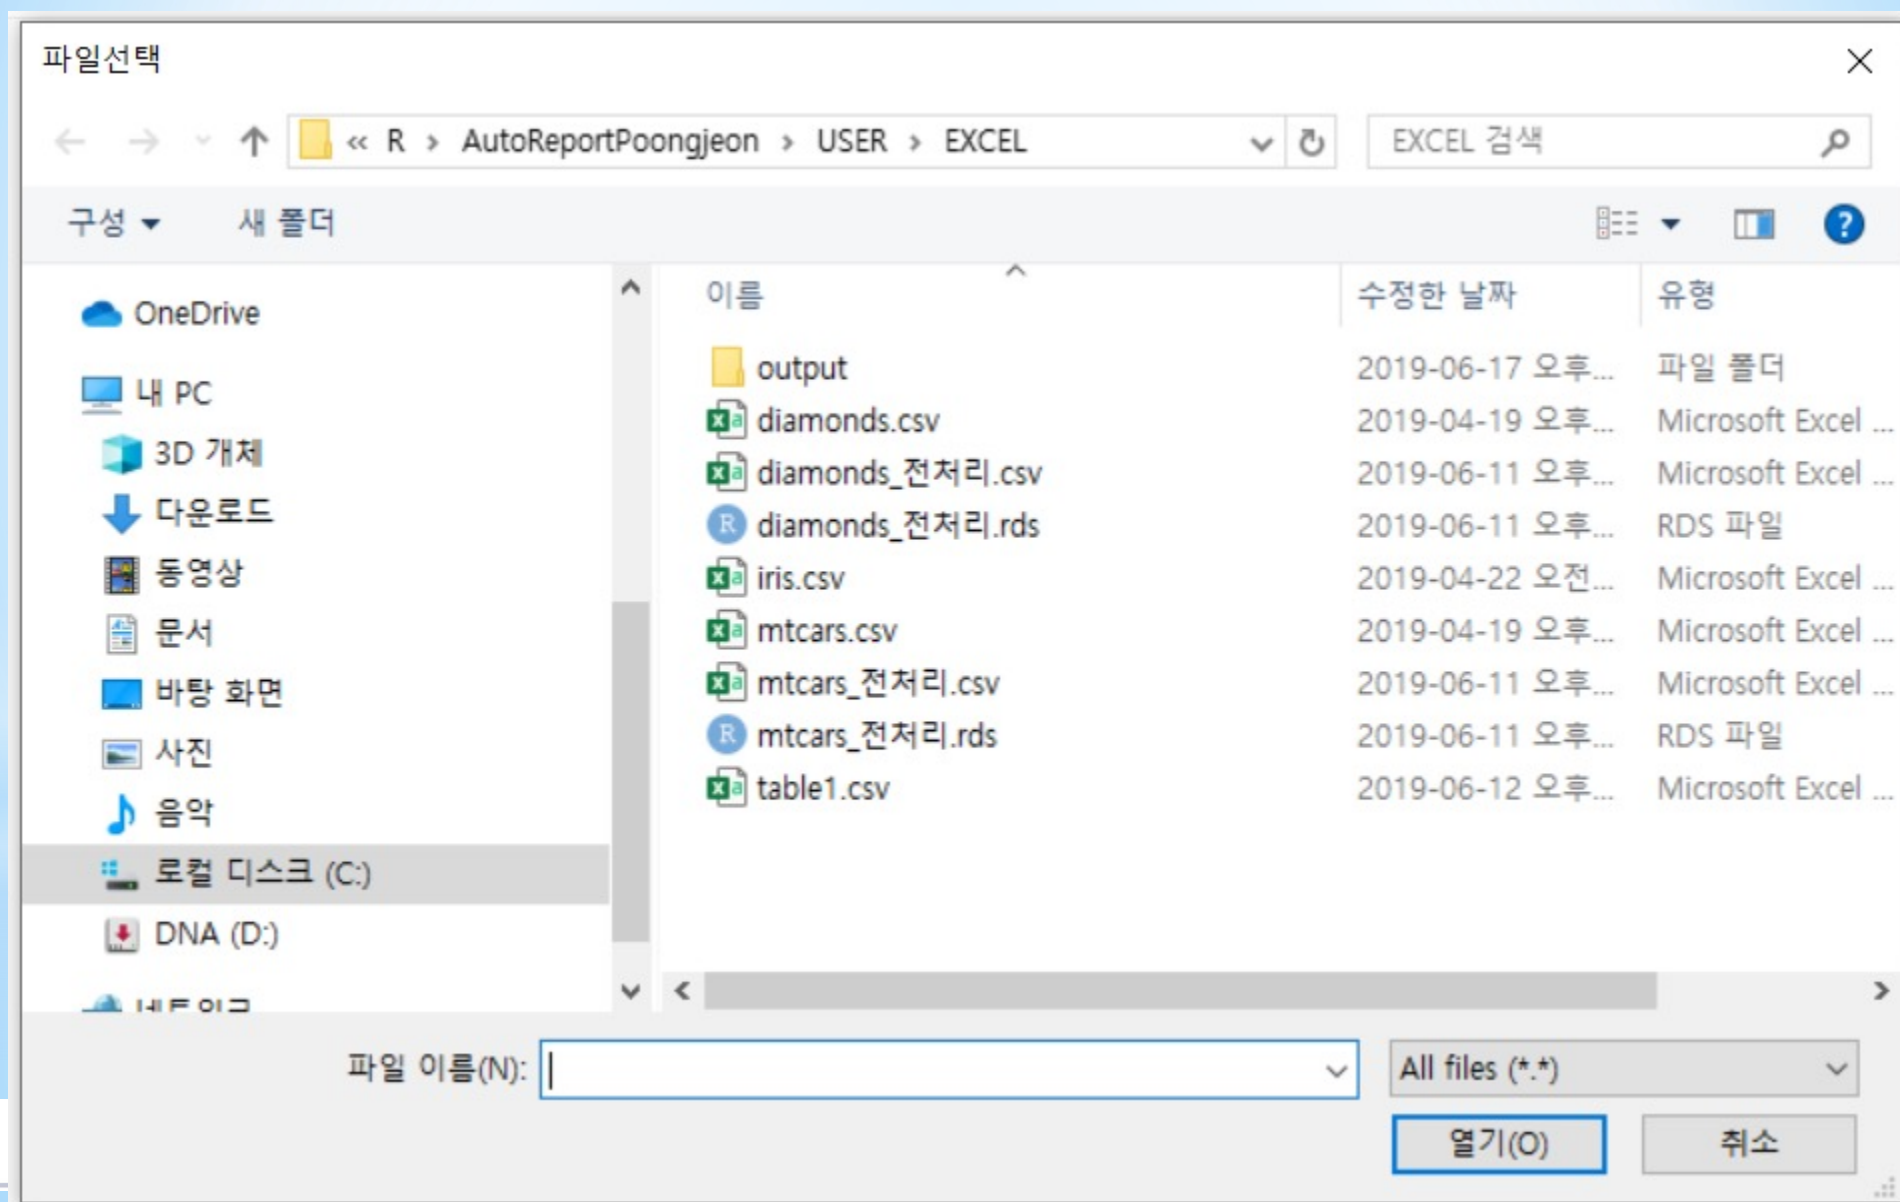 파일선택
« R > AutoReportPoongjeon > USER > EXCEL
EXCEL 검색
구성 새 폴더
OneDrive
내 PC
3D 개체
다운로드
동영상
문서
바탕 화면
사진
음악
로컬 디스크 (C:)
DNA (D:)
이름 수정한 날짜 유형
output 2019-06-17 오후... 파일 폴더
diamonds.csv 2019-04-19 오후... Microsoft Excel ...
diamonds_전처리.csv 2019-06-11 오후... Microsoft Excel ...
diamonds_전처리.rds 2019-06-11 오후... RDS 파일
iris.csv 2019-04-22 오전... Microsoft Excel ...
mtcars.csv 2019-04-19 오후... Microsoft Excel ...
mtcars_전처리.csv 2019-06-11 오후... Microsoft Excel ...
mtcars_전처리.rds 2019-06-11 오후... RDS 파일
table1.csv 2019-06-12 오후... Microsoft Excel ...
파일 이름(N):
All files (*.*)
열기(O) 취소